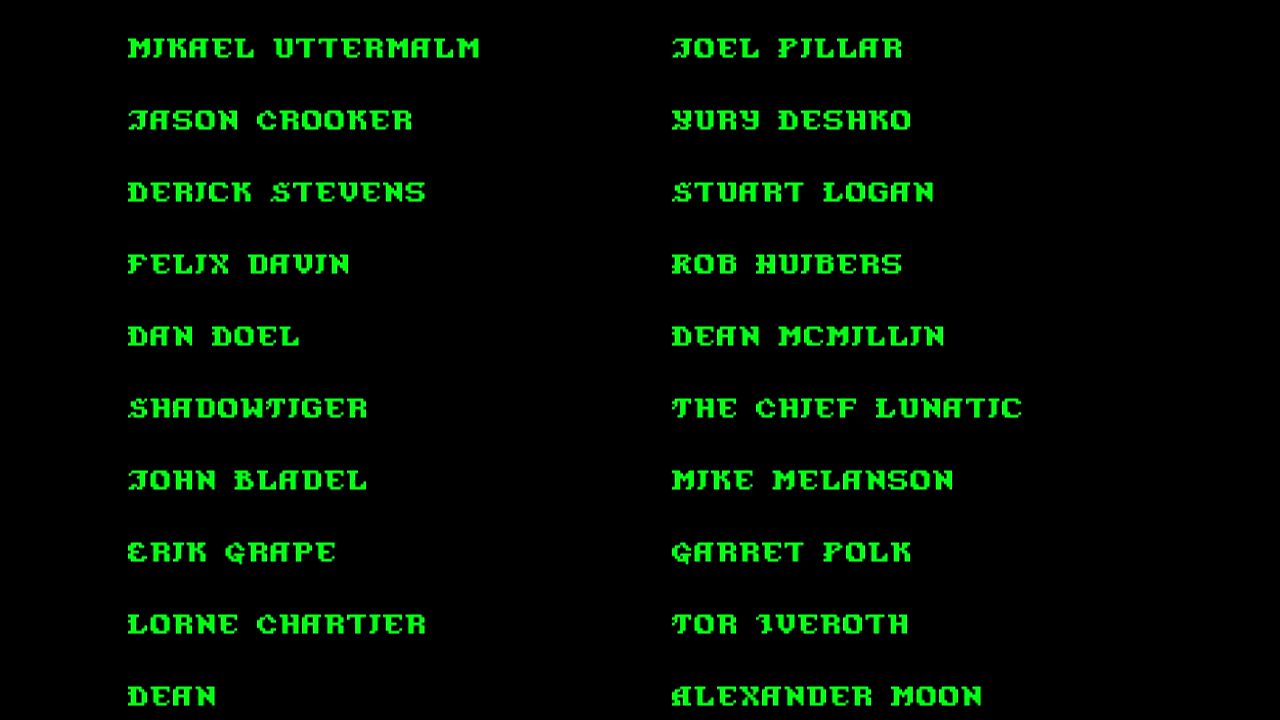 MIKAEL UTTERMALM
JOEL PILLAR
JASON CROOKER
YURY DESHKO
DERICK STEVENS
STUART LOGAN
FELIX DAVIN
ROB HUIBERS
DAN DOEL
DEAN MCMILLIN
SHADOWTIGER
THE CHIEF LUNATIC
JOHN BLADEL
MIKE MELANSON
ERIK GRAPE
GARRET POLK
LORNE CHARTIER
TOR IVEROTH
DEAN
ALEXANDER MOON